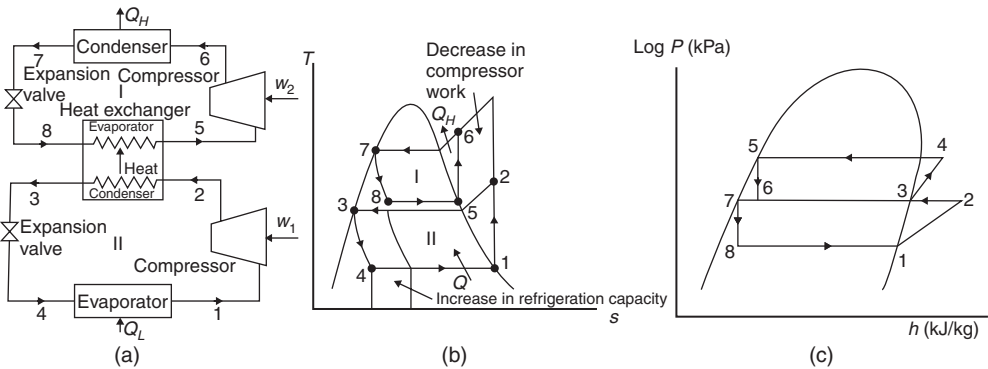 Q_H
Condenser
7
6
Expansion
valve
I
Compressor
w_2
Heat exchanger
Evaporator
8
5
Heat
3
2
Condenser
Expansion
valve
II
w_1
Compressor
Evaporator
4
1
Q_L
(a)
T
Decrease in
compressor
work
Q_H
6
7
I
2
8
3
5
II
4
1
Q
Increase in refrigeration capacity
s
(b)
Log P (kPa)
5
4
6
3
7
2
8
1
h (kJ/kg)
(c)